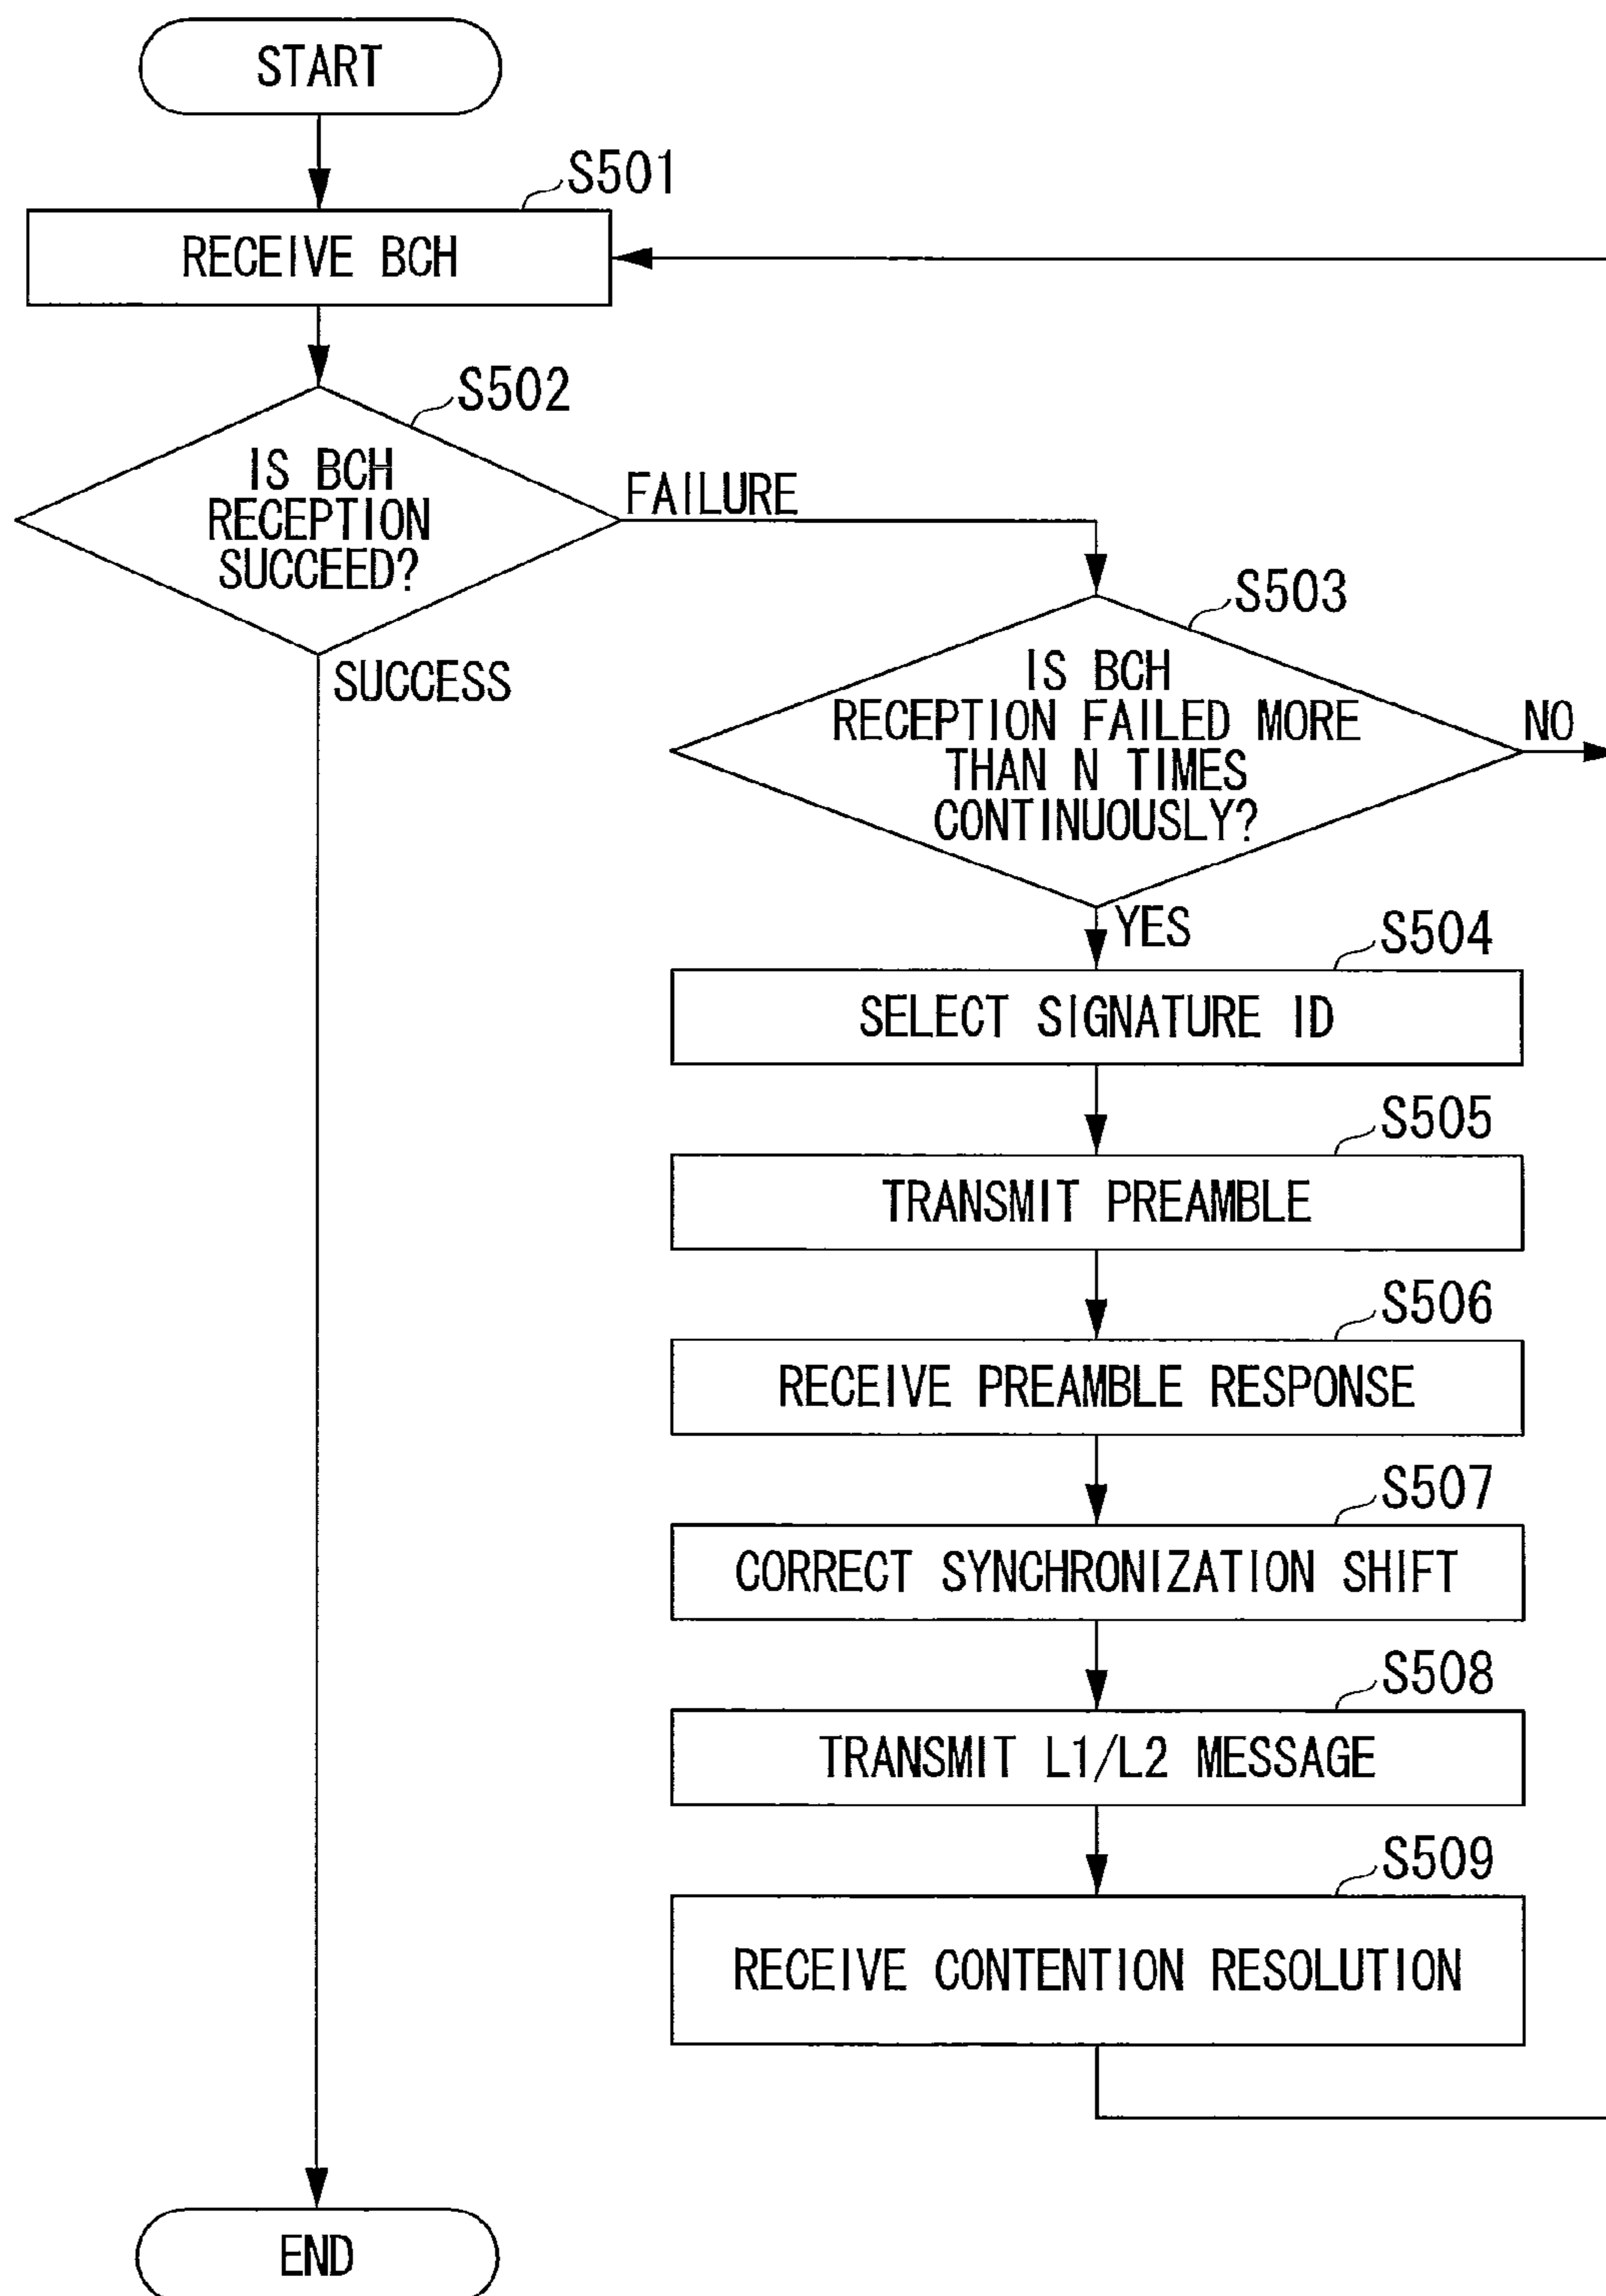 START
S501
RECEIVE BCH
S502
IS BCH
RECEPTION
SUCCEED?
FAILURE
SUCCESS
S503
IS BCH
RECEPTION FAILED MORE
THAN N TIMES
CONTINUOUSLY?
NO
YES
S504
SELECT SIGNATURE ID
S505
TRANSMIT PREAMBLE
S506
RECEIVE PREAMBLE RESPONSE
S507
CORRECT SYNCHRONIZATION SHIFT
S508
TRANSMIT L1/L2 MESSAGE
S509
RECEIVE CONTENTION RESOLUTION
END